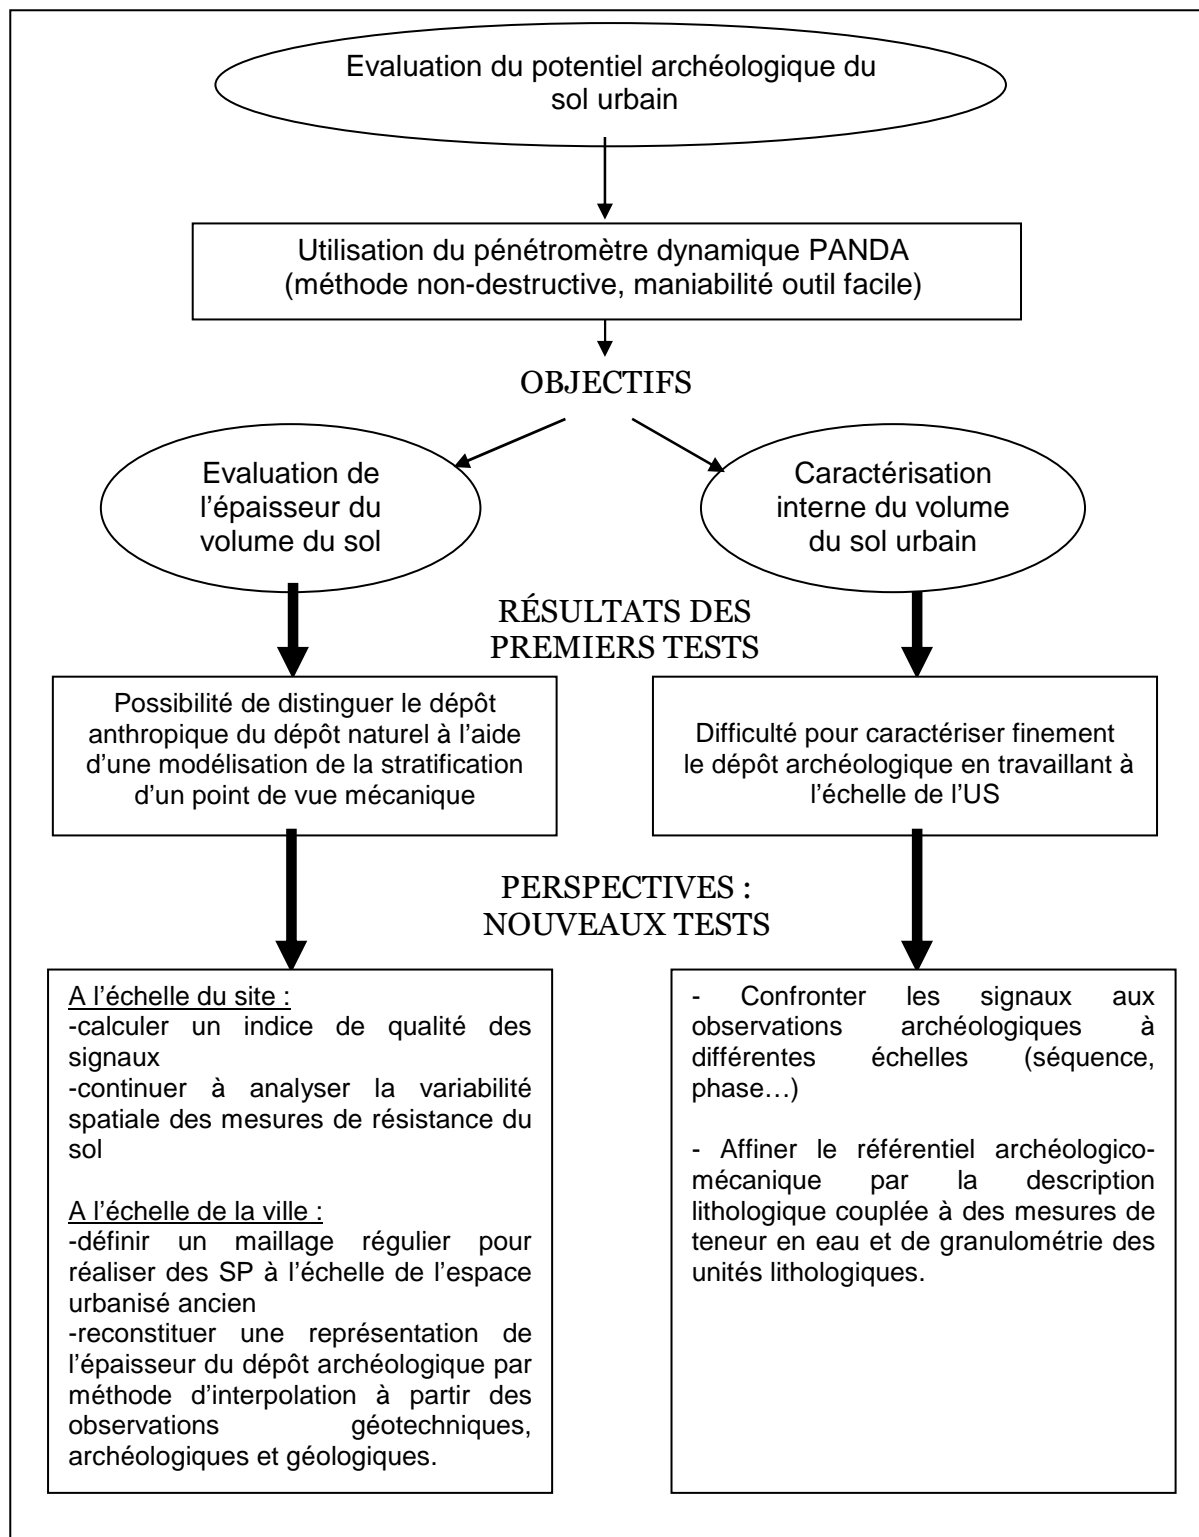 Evaluation du potentiel archéologique du
sol urbain
Utilisation du pénétromètre dynamique PANDA
(méthode non-destructive, maniabilité outil facile)
OBJECTIFS
Evaluation de
l'épaisseur du
volume du sol
Caractérisation
interne du volume
du sol urbain
RÉSULTATS DES
PREMIERS TESTS
Possibilité de distinguer le dépôt
anthropique du dépôt naturel à l'aide
d'une modélisation de la stratification
d'un point de vue mécanique
Difficulté pour caractériser finement
le dépôt archéologique en travaillant à
l'échelle de l'US
PERSPECTIVES :
NOUVEAUX TESTS
A l'échelle du site :
-calculer un indice de qualité des
signaux
-continuer à analyser la variabilité
spatiale des mesures de résistance du
sol
A l'échelle de la ville :
-définir un maillage régulier pour
réaliser des SP à l'échelle de l'espace
urbanisé ancien
-reconstituer une représentation de
l'épaisseur du dépôt archéologique par
méthode d'interpolation à partir des
observations géotechniques,
archéologiques et géologiques.
- Confronter les signaux aux
observations archéologiques à
différentes échelles (séquence,
phase…)
- Affiner le référentiel archéologico-
mécanique par la description
lithologique couplée à des mesures de
teneur en eau et de granulométrie des
unités lithologiques.